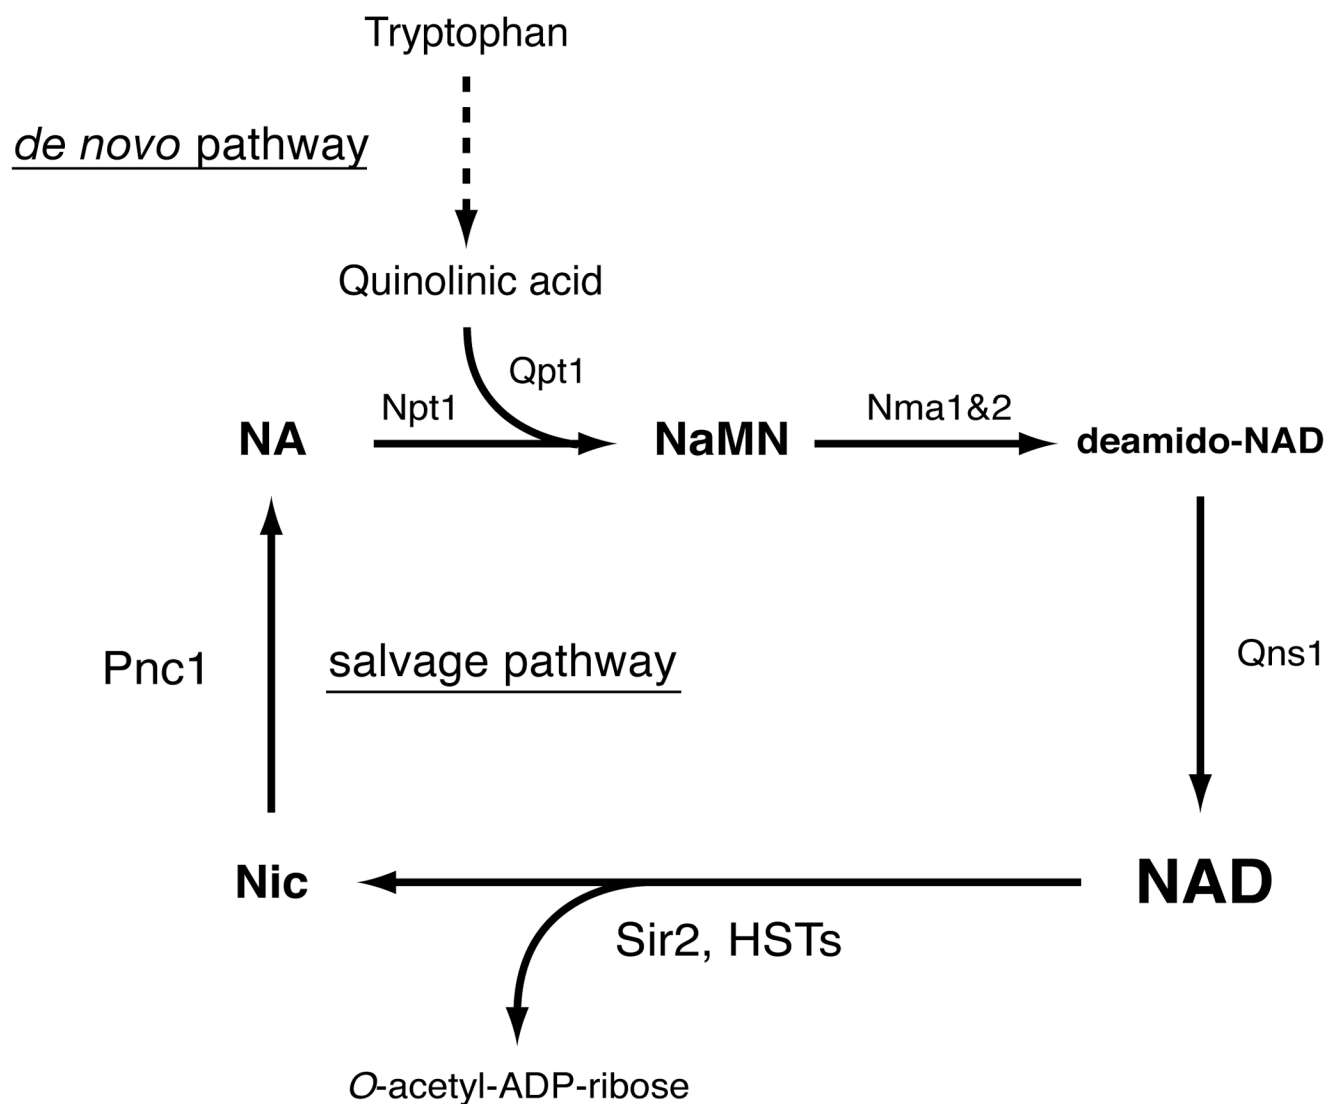 Tryptophan
de novo pathway
Quinolinic acid
Qpt1
Npt1
Nma1&2
NA
NaMN
deamido-NAD
Pnc1
salvage pathway
Qns1
Nic
NAD
Sir2, HSTs
O-acetyl-ADP-ribose